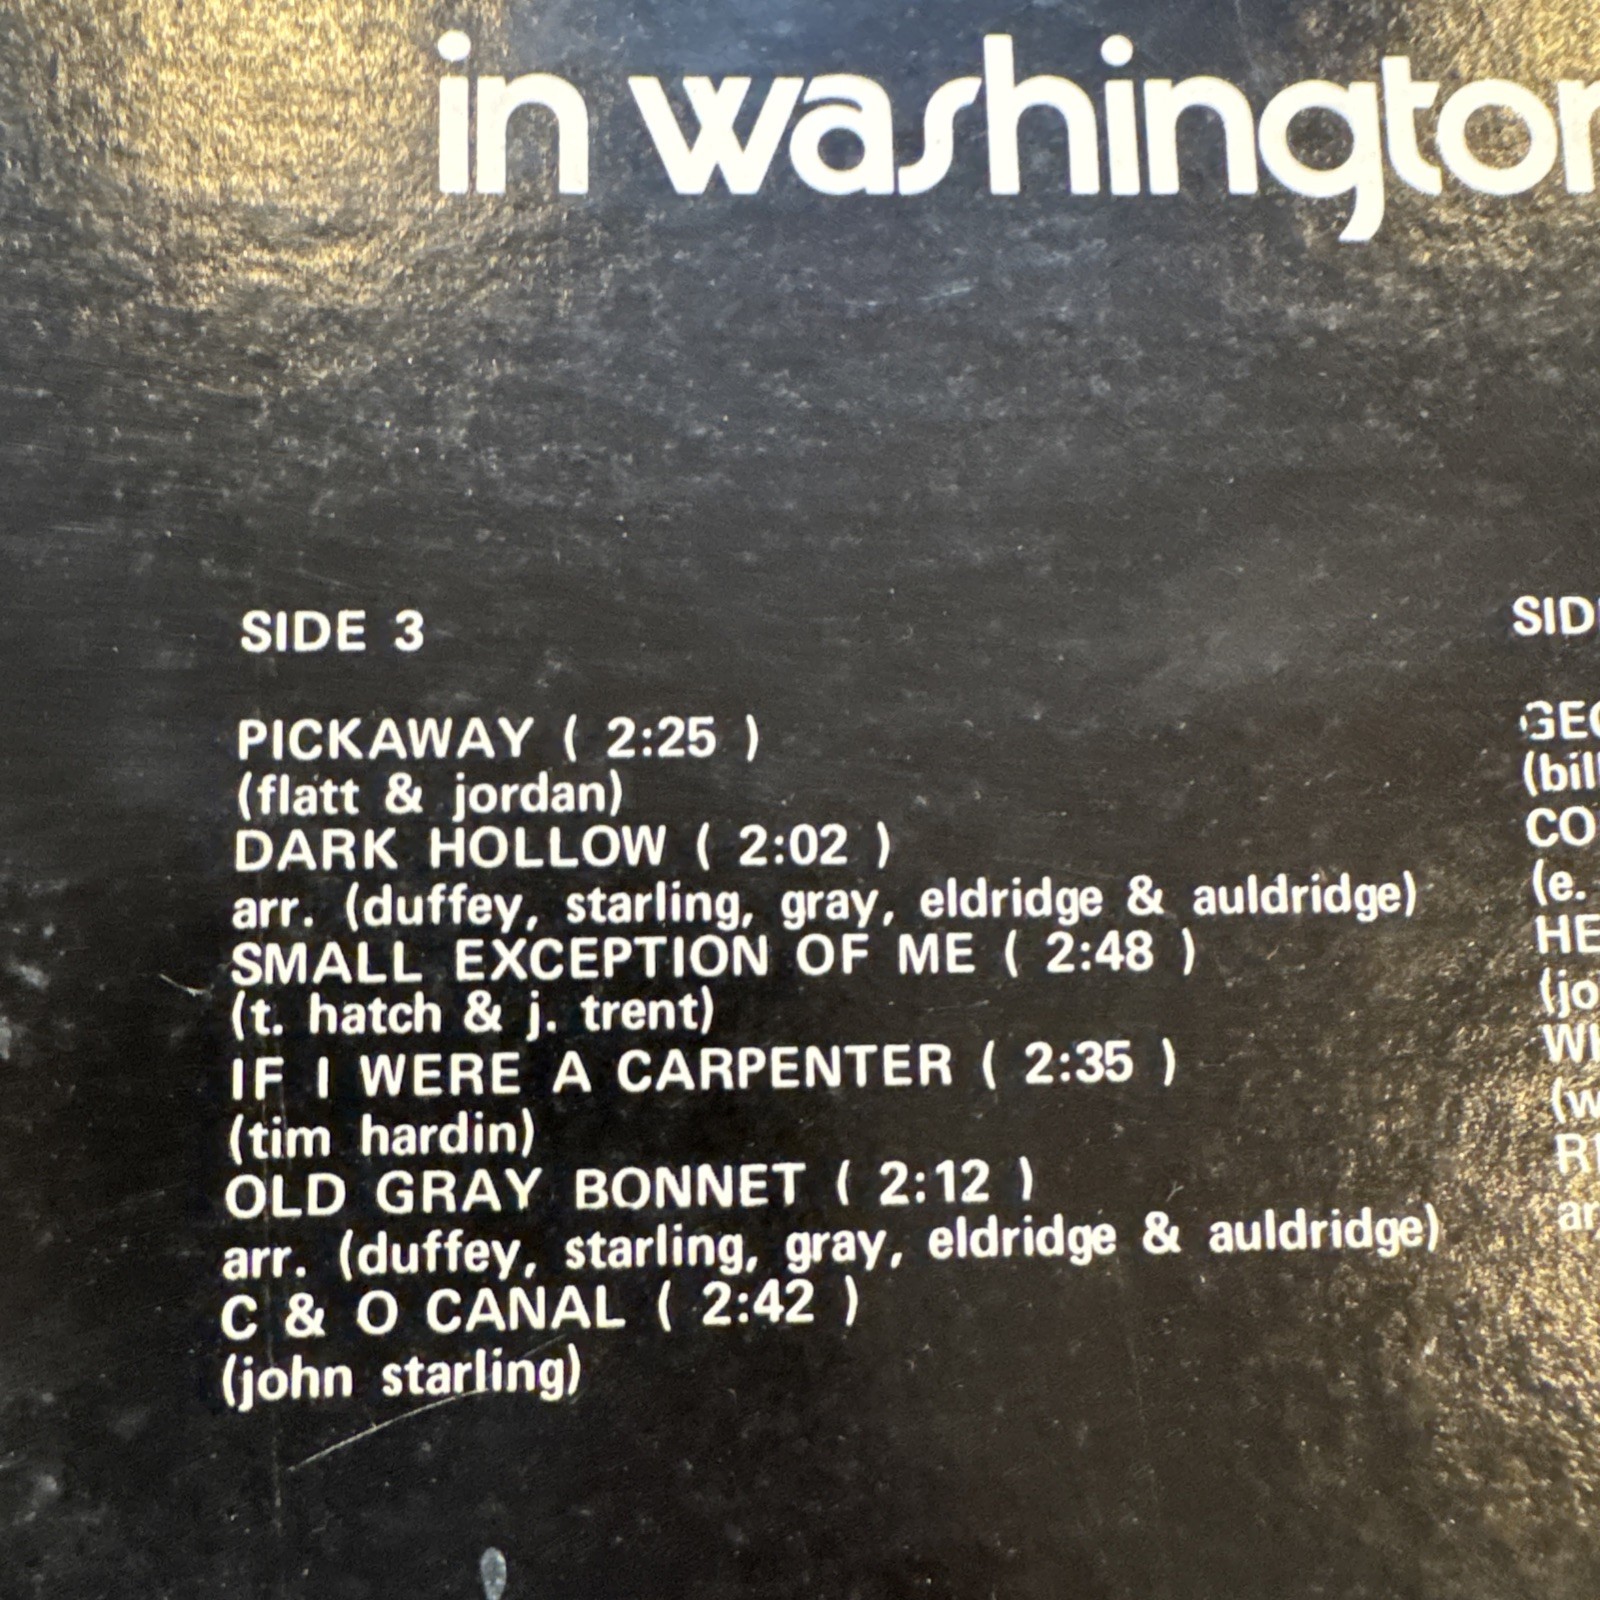 in washington
SIDE 3
PICKAWAY ( 2:25 )
(flatt & jordan)
DARK HOLLOW ( 2:02 )
arr. (duffey, starling, gray, eldridge & auldridge)
SMALL EXCEPTION OF ME ( 2:48 )
(t. hatch & j. trent)
IF I WERE A CARPENTER ( 2:35 )
(tim hardin)
OLD GRAY BONNET ( 2:12 )
arr. (duffey, starling, gray, eldridge & auldridge)
C & O CANAL ( 2:42 )
(john starling)